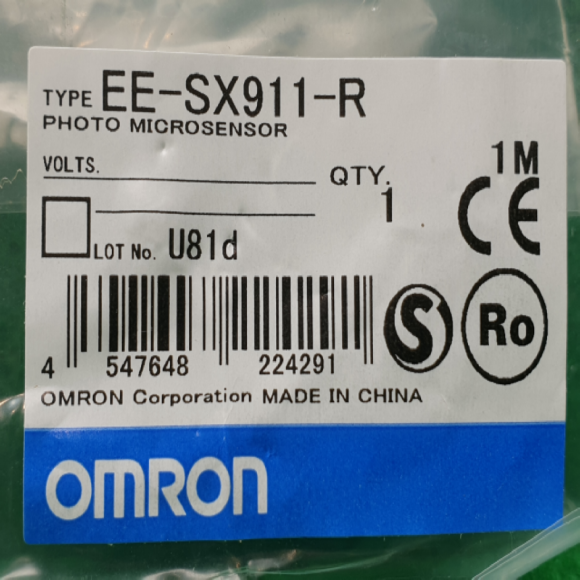 TYPE EE-SX911-R
PHOTO MICROSENSOR
VOLTS.
QTY.
1
1M
CE
LOT No. U81d
S
Ro
4 547648 224291
OMRON Corporation MADE IN CHINA
OMRON